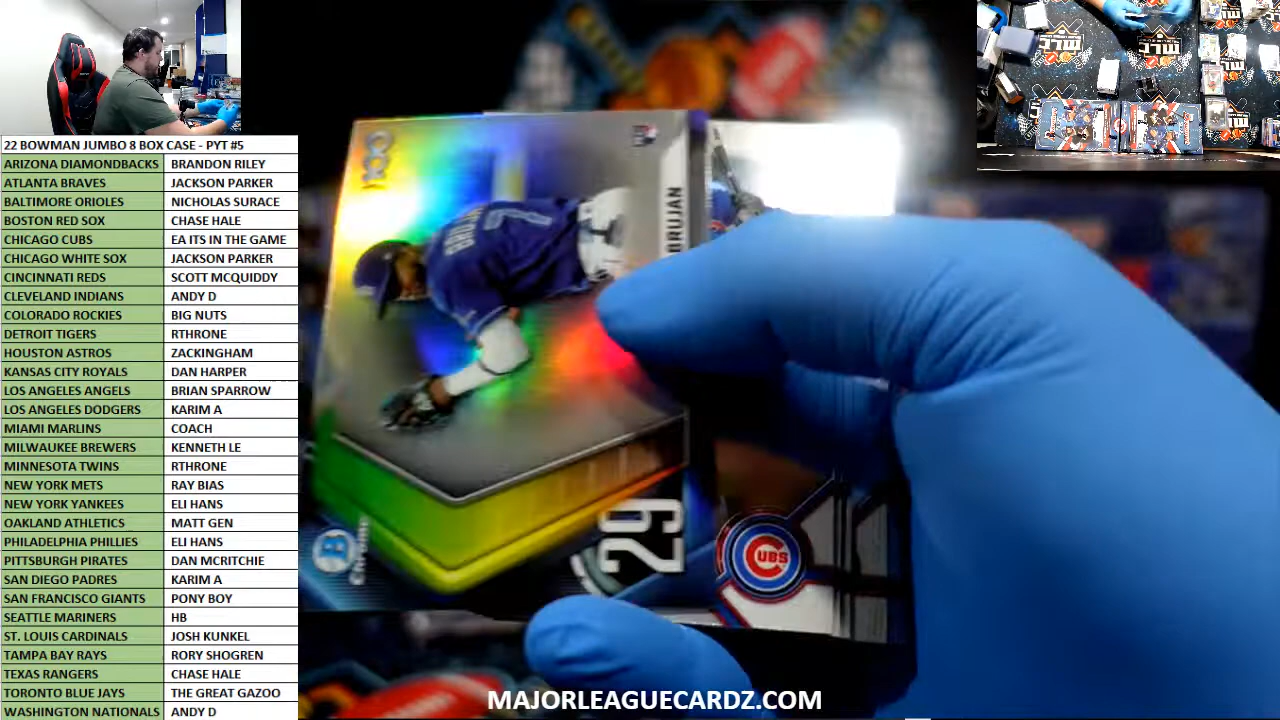 22 BOWMAN JUMBO 8 BOX CASE - PYT #5
ARIZONA DIAMONDBACKS BRANDON RILEY
ATLANTA BRAVES JACKSON PARKER
BALTIMORE ORIOLES NICHOLAS SURACE
BOSTON RED SOX CHASE HALE
CHICAGO CUBS EA ITS IN THE GAME
CHICAGO WHITE SOX JACKSON PARKER
CINCINNATI REDS SCOTT MCQUIDDY
CLEVELAND INDIANS ANDY D
COLORADO ROCKIES BIG NUTS
DETROIT TIGERS RTHRONE
HOUSTON ASTROS ZACKINGHAM
KANSAS CITY ROYALS DAN HARPER
LOS ANGELES ANGELS BRIAN SPARROW
LOS ANGELES DODGERS KARIM A
MIAMI MARLINS COACH
MILWAUKEE BREWERS KENNETH LE
MINNESOTA TWINS RTHRONE
NEW YORK METS RAY BIAS
NEW YORK YANKEES ELI HANS
OAKLAND ATHLETICS MATT GEN
PHILADELPHIA PHILLIES ELI HANS
PITTSBURGH PIRATES DAN MCRITCHIE
SAN DIEGO PADRES KARIM A
SAN FRANCISCO GIANTS PONY BOY
SEATTLE MARINERS HB
ST. LOUIS CARDINALS JOSH KUNKEL
TAMPA BAY RAYS RORY SHOGREN
TEXAS RANGERS CHASE HALE
TORONTO BLUE JAYS THE GREAT GAZOO
WASHINGTON NATIONALS ANDY D
BRUJAN
7
B
CHROME
29
CUBS
MAJORLEAGUECARDZ.COM